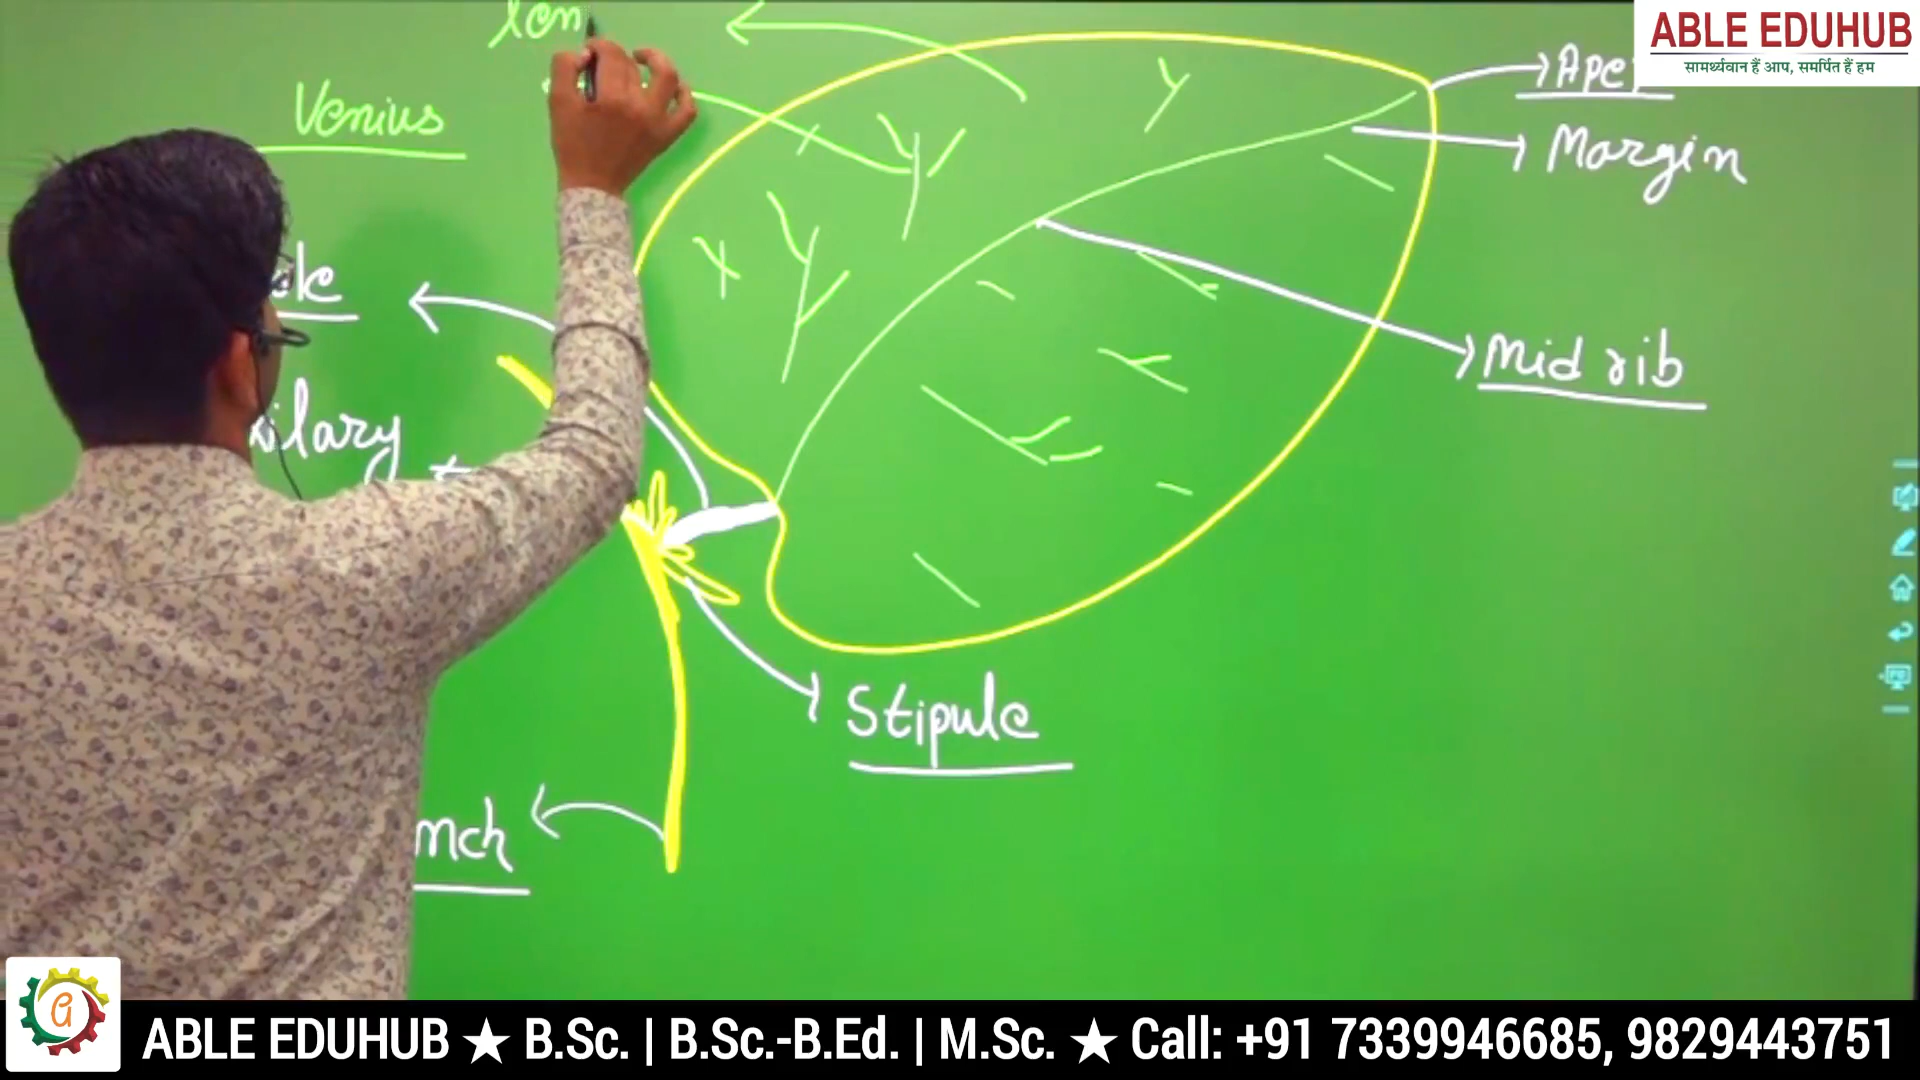 ABLE EDUHUB
सामर्थ्यवान हैं आप, समर्पित हैं हम
Venius
Margin
Mid rib
Stipule
ABLE EDUHUB ★ B.Sc. | B.Sc.-B.Ed. | M.Sc. ★ Call: +91 7339946685, 9829443751